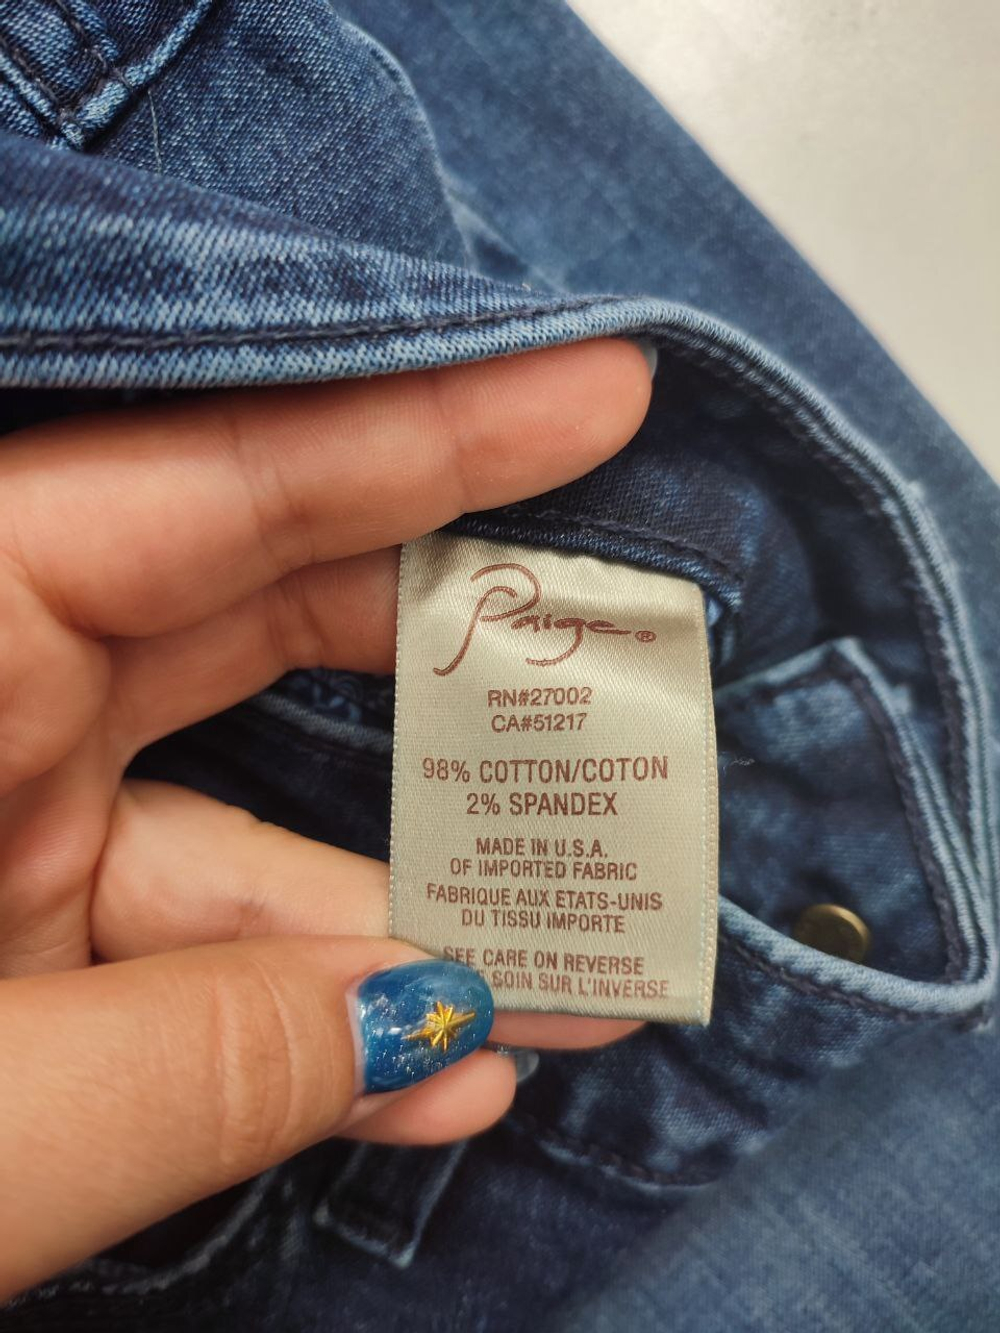 Paige®
RN#27002
CA#51217
98% COTTON/COTON
2% SPANDEX
MADE IN U.S.A.
OF IMPORTED FABRIC
FABRIQUE AUX ETATS-UNIS
DU TISSU IMPORTE
SEE CARE ON REVERSE
SOIN SUR L'INVERSE